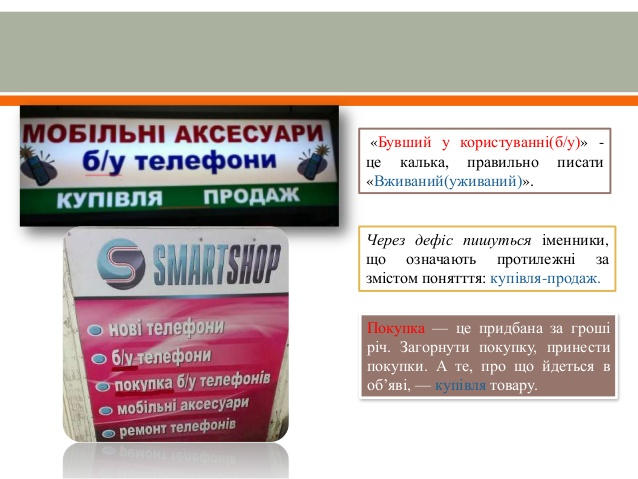 МОБІЛЬНІ АКСЕСУАРИ
б/у телефони
КУПІВЛЯ ПРОДАЖ
SMARTSHOP
нові телефони
б/у телефони
покупка б/у телефонів
мобільні аксесуари
ремонт телефонів
«Бувший у користуванні(б/у)» -
це калька, правильно писати
«Вживаний(уживаний)».
Через дефіс пишуться іменники,
що означають протилежні за
змістом понятття: купівля-продаж.
Покупка — це придбана за гроші
річ. Загорнути покупку, принести
покупки. А те, про що йдеться в
об’яві, — купівля товару.